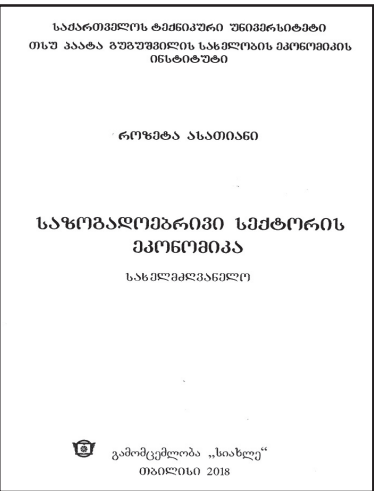 საქართველოს ტექნიკური უნივერსიტეტი
თსუ პაატა გუგუშვილის სახელობის ეკონომიკის
ინსტიტუტი
როზეტა ასათიანი
საზოგადოებრივი სექტორის
ეკონომიკა
სახელმძღვანელო
გამომცემლობა „სიახლე“
თბილისი 2018